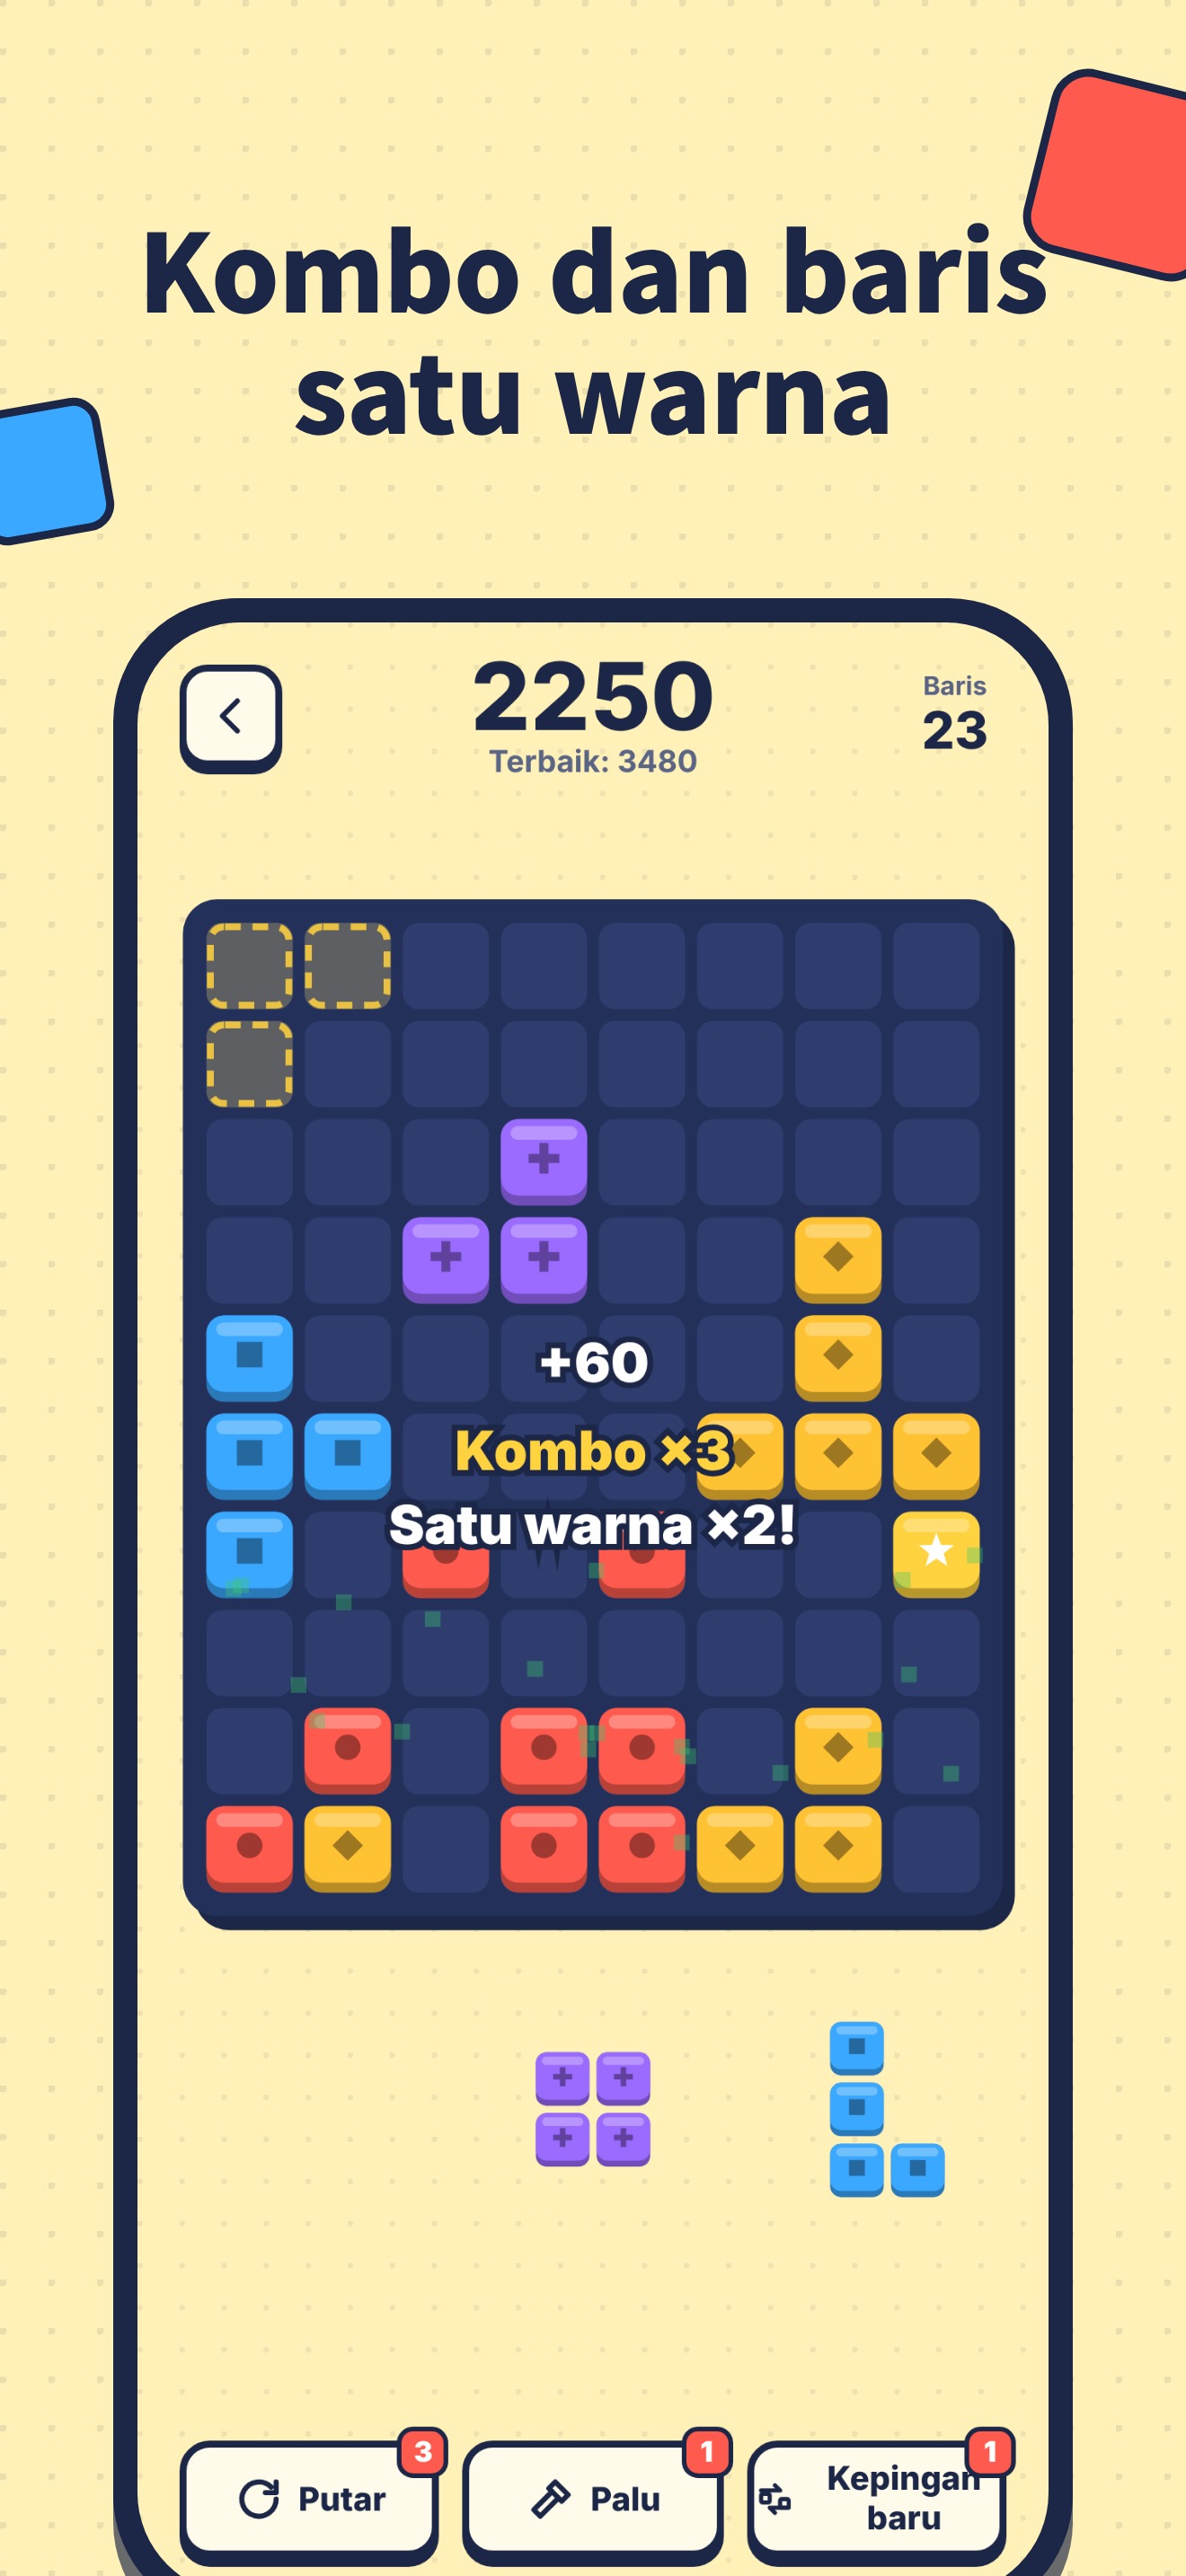 Kombo dan baris
satu warna
2250
Terbaik: 3480
Baris
23
+60
Kombo ×3
Satu warna ×2!
3
Putar
1
Palu
1
Kepingan
baru